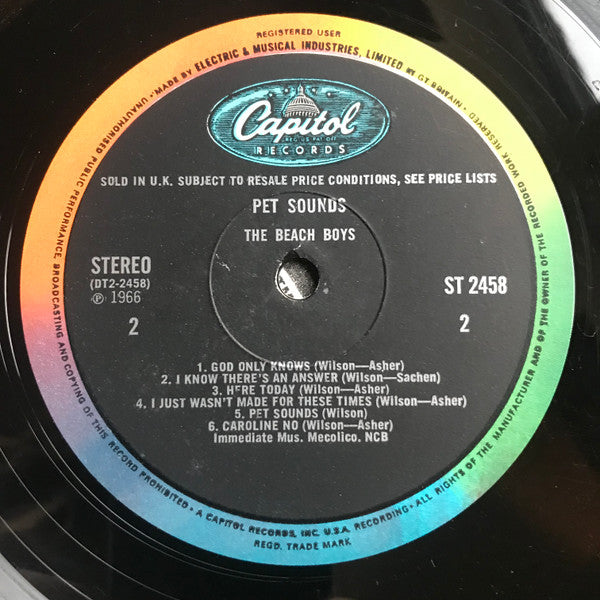 REGISTERED USER
UNAUTHORISED PUBLIC PERFORMANCE, BROADCASTING AND COPYING OF THIS RECORD PROHIBITED · A CAPITOL RECORDS, INC. U.S.A. RECORDING · ALL RIGHTS OF THE MANUFACTURER AND OF THE OWNER OF THE RECORDED WORK RESERVED · MADE BY ELECTRIC & MUSICAL INDUSTRIES, LIMITED IN GT. BRITAIN
REGD. TRADE MARK
Capitol
RECORDS
SOLD IN U.K. SUBJECT TO RESALE PRICE CONDITIONS, SEE PRICE LISTS
PET SOUNDS
THE BEACH BOYS
STEREO
(DT2-2458)
℗ 1966
2
ST 2458
2
1. GOD ONLY KNOWS (Wilson—Asher)
2. I KNOW THERE'S AN ANSWER (Wilson—Sachen)
3. HERE TODAY (Wilson—Asher)
4. I JUST WASN'T MADE FOR THESE TIMES (Wilson—Asher)
5. PET SOUNDS (Wilson)
6. CAROLINE NO (Wilson—Asher)
Immediate Mus. Mecolico. NCB